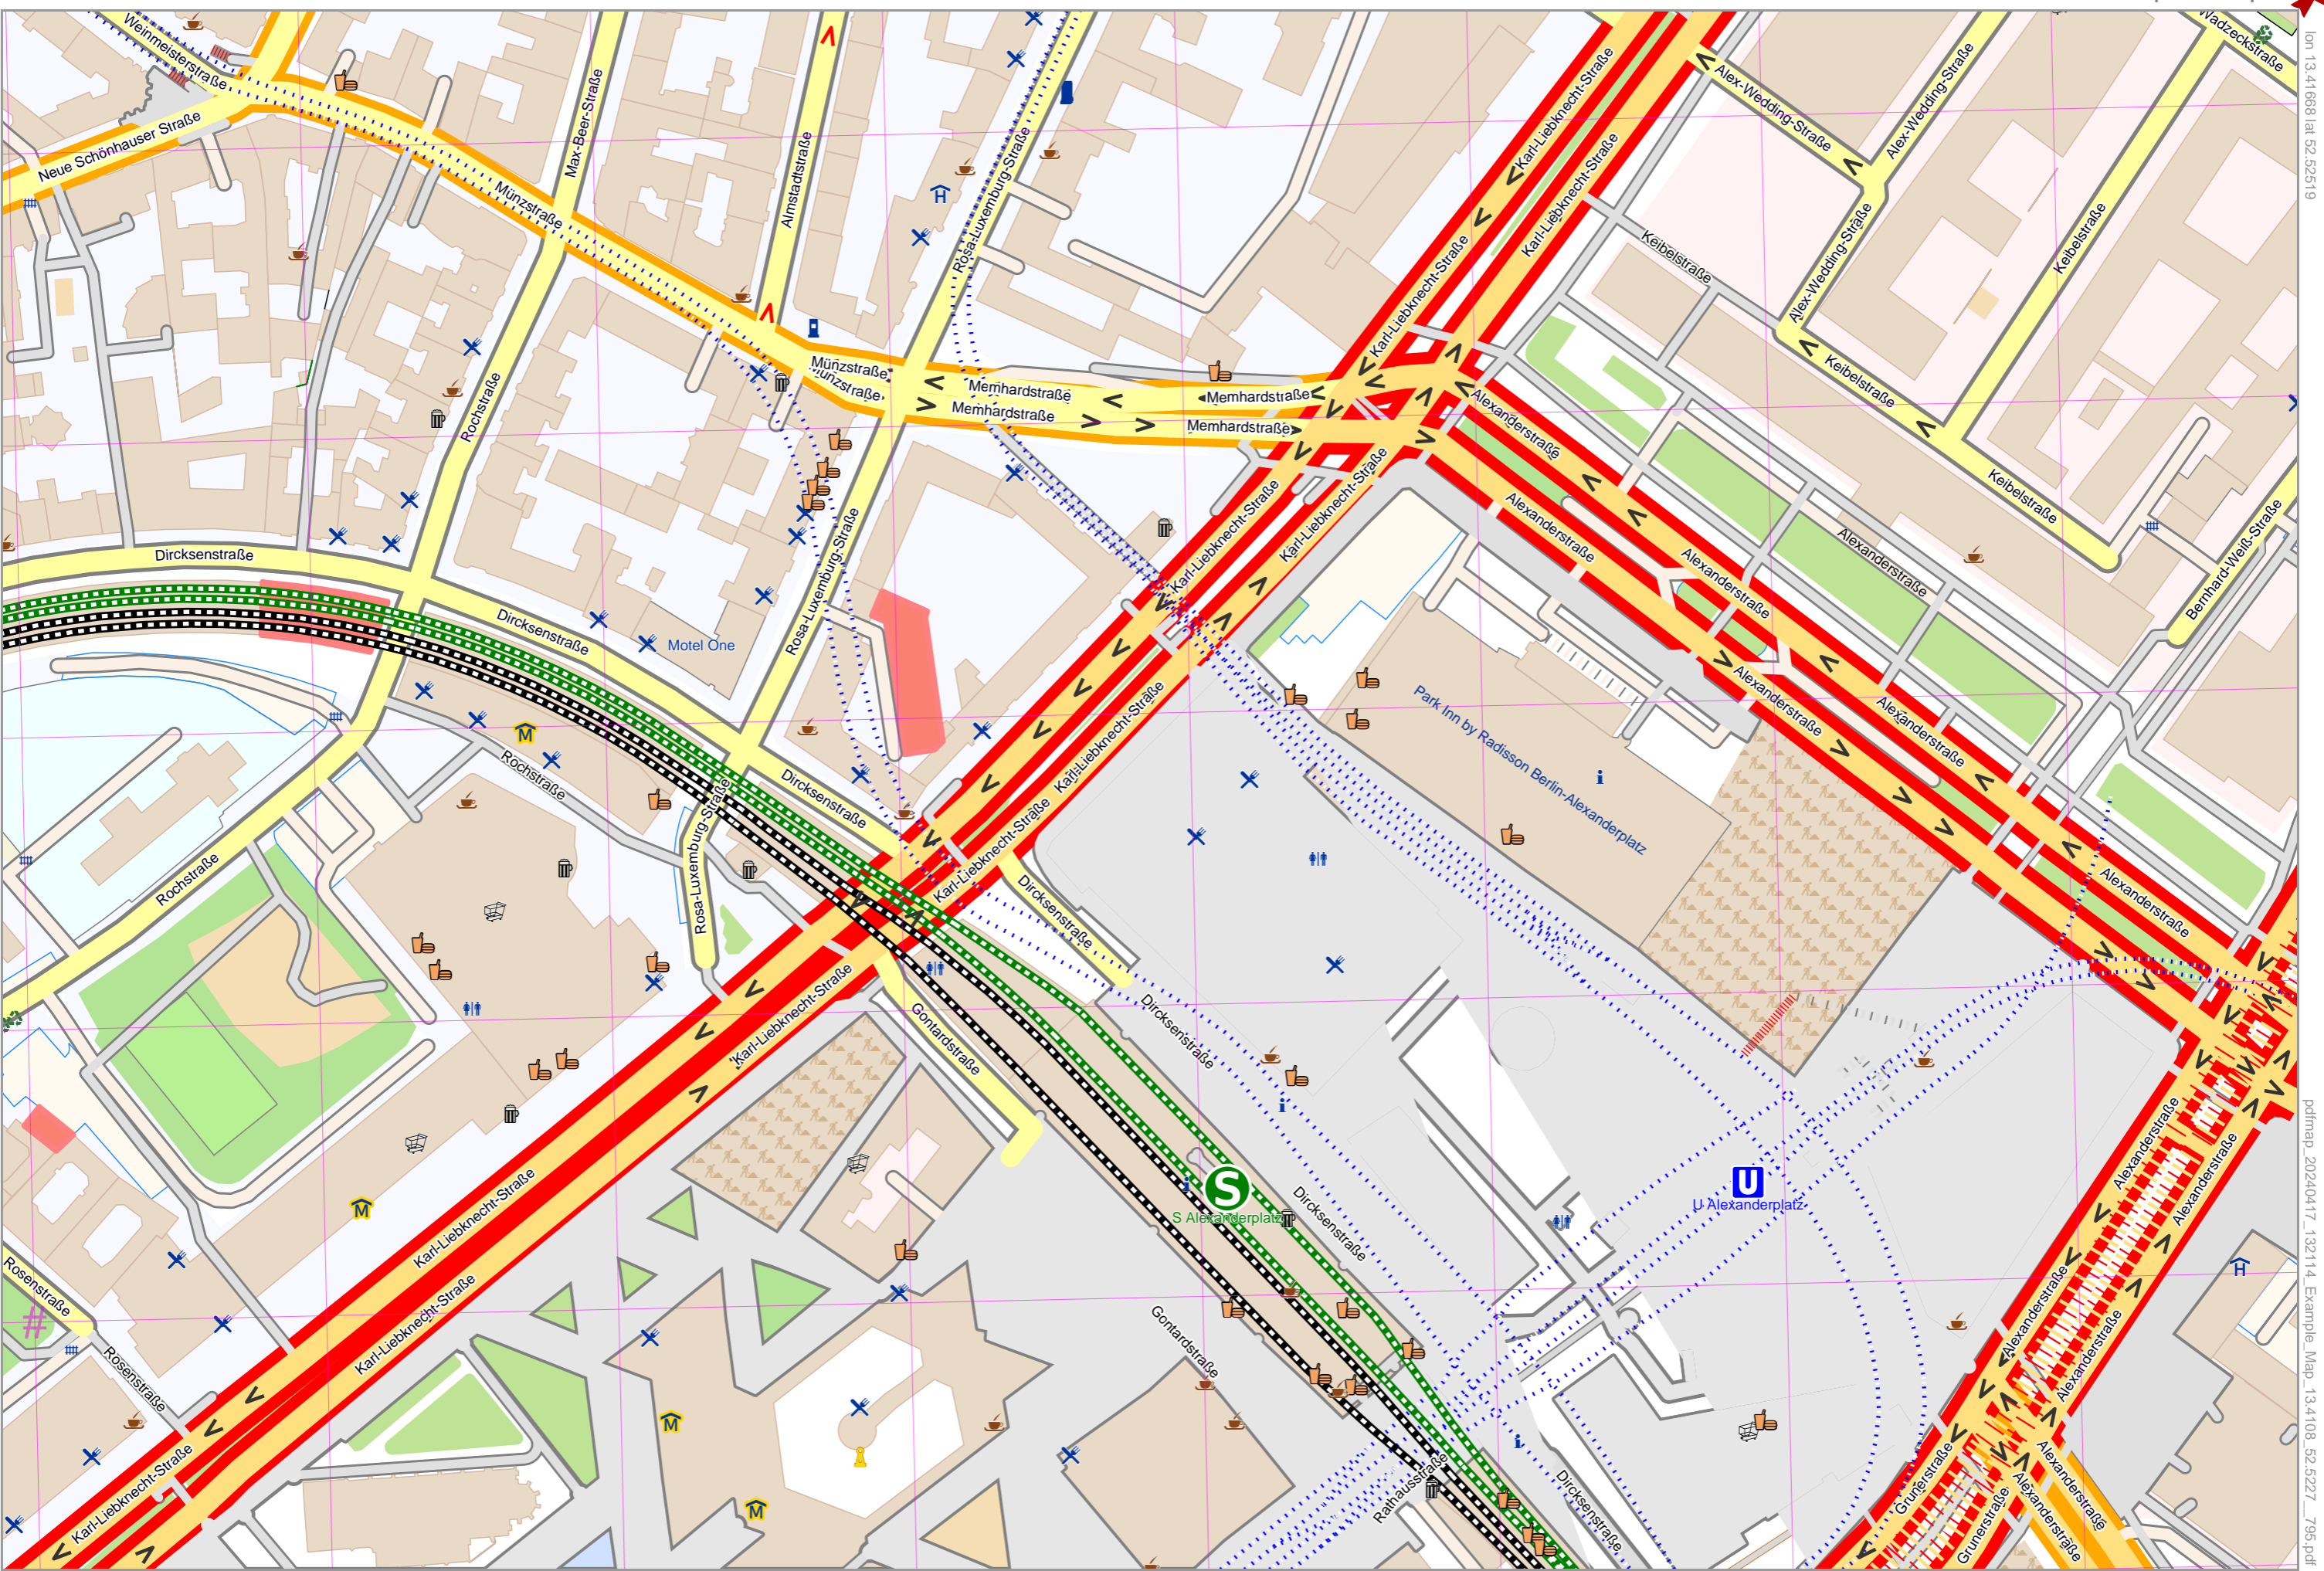 Weinmeisterstraße
Neue Schönhauser Straße
Max-Beer-Straße
Almstadtstraße
Rosa-Luxemburg-Straße
Karl-Liebknecht-Straße
Karl-Liebknecht-Straße
Alex-Wedding-Straße
Alex-Wedding-Straße
Wadzeckstraße
lon 13.41668 lat 52.52519
Münzstraße
Karl-Liebknecht-Straße
Keibelstraße
Alex-Wedding-Straße
Keibelstraße
Münzstraße
Münzstraße
Memhardstraße
Memhardstraße
Memhardstraße
Memhardstraße
Alexanderstraße
Keibelstraße
Rochstraße
Keibelstraße
Dircksenstraße
Rosa-Luxemburg-Straße
Karl-Liebknecht-Straße
Karl-Liebknecht-Straße
Alexanderstraße
Alexanderstraße
Alexanderstraße
Bernhard-Weiß-Straße
Dircksenstraße
Motel One
Alexanderstraße
Alexanderstraße
Park Inn by Radisson Berlin-Alexanderplatz
Rochstraße
Dircksenstraße
Karl-Liebknecht-Straße
Rosa-Luxemburg-Straße
Rochstraße
Karl-Liebknecht-Straße
Dircksenstraße
Alexanderstraße
Karl-Liebknecht-Straße
Gontardstraße
Dircksenstraße
S
S Alexanderplatz
U
U Alexanderplatz
Dircksenstraße
Alexanderstraße
Alexanderstraße
Karl-Liebknecht-Straße
Karl-Liebknecht-Straße
Rosenstraße
Rosenstraße
Gontardstraße
Alexanderstraße
Alexanderstraße
Karl-Liebknecht-Straße
Rathausstraße
Dircksenstraße
Grunerstraße
Grunerstraße
Alexanderstraße
Alexanderstraße
pdfmap_20240417_132114_Example_Map_13.4108_52.5227__795.pdf